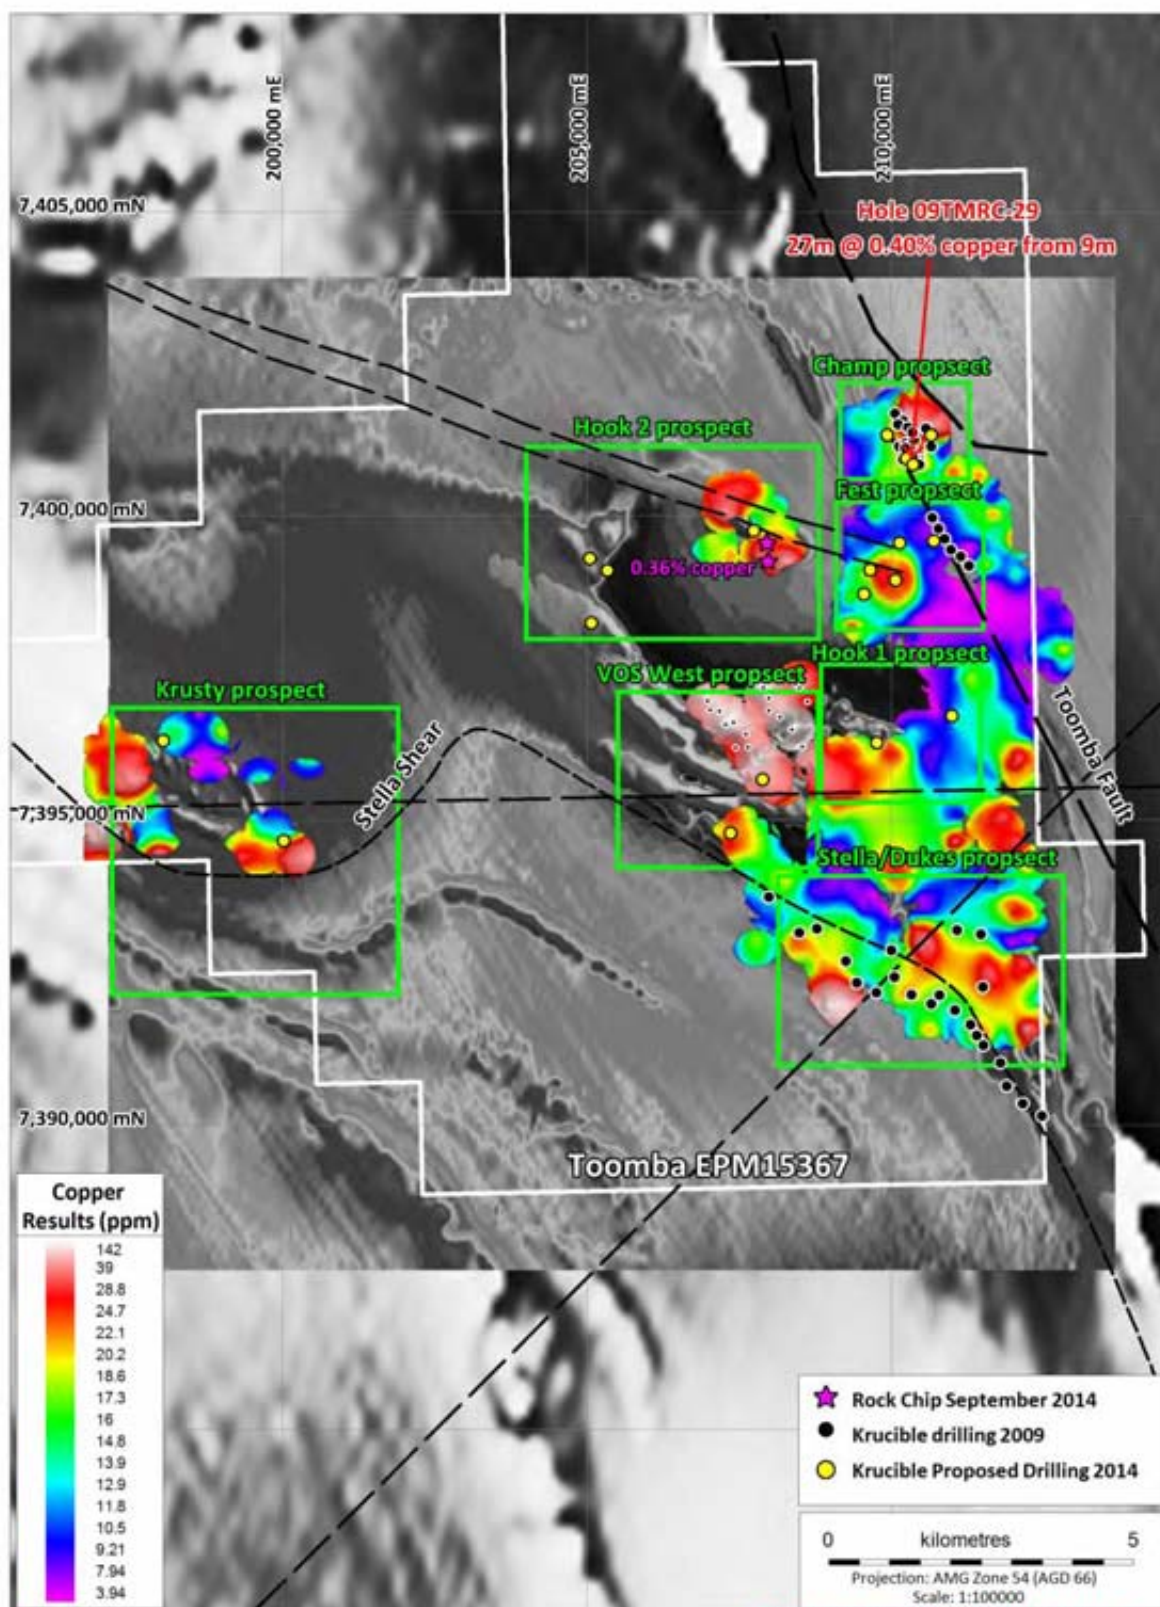 200,000 mE
205,000 mE
210,000 mE
7,405,000 mN
Hole 09TMRC-29
27m @ 0.40% copper from 9m
Champ propsect
Hook 2 prospect
Fest propsect
7,400,000 mN
0.36% copper
Hook 1 propsect
VOS West propsect
Krusty prospect
Stella Shear
Toomba Fault
7,395,000 mN
Stella/Dukes propsect
7,390,000 mN
Toomba EPM15367
Copper
Results (ppm)
142
39
28.8
24.7
22.1
20.2
18.6
17.3
16
14.8
13.9
12.9
11.8
10.5
9.21
7.94
3.94
Rock Chip September 2014
Krucible drilling 2009
Krucible Proposed Drilling 2014
0 kilometres 5
Projection: AMG Zone 54 (AGD 66)
Scale: 1:100000